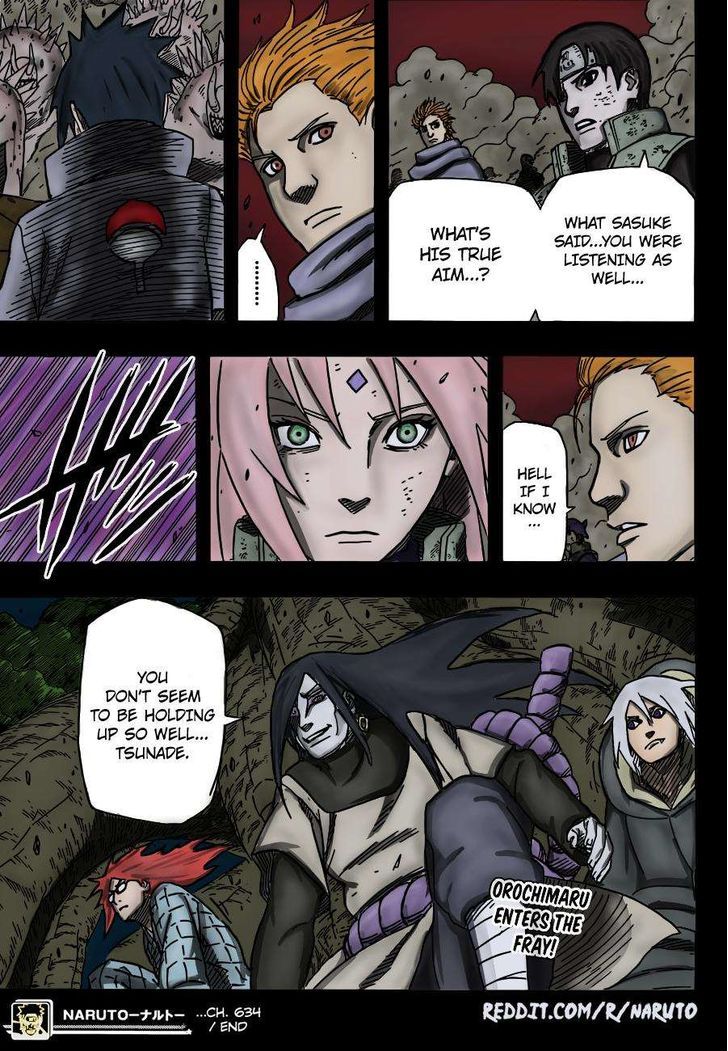 WHAT SASUKE
SAID...YOU WERE
LISTENING AS
WELL...
WHAT'S
HIS TRUE
AIM...?
.........
HELL
IF I
KNOW
...
YOU
DON'T SEEM
TO BE HOLDING
UP SO WELL...
TSUNADE.
OROCHIMARU
ENTERS THE
FRAY!
NARUTO-ナルト- ...CH. 634
/ END
REDDIT.COM/R/NARUTO